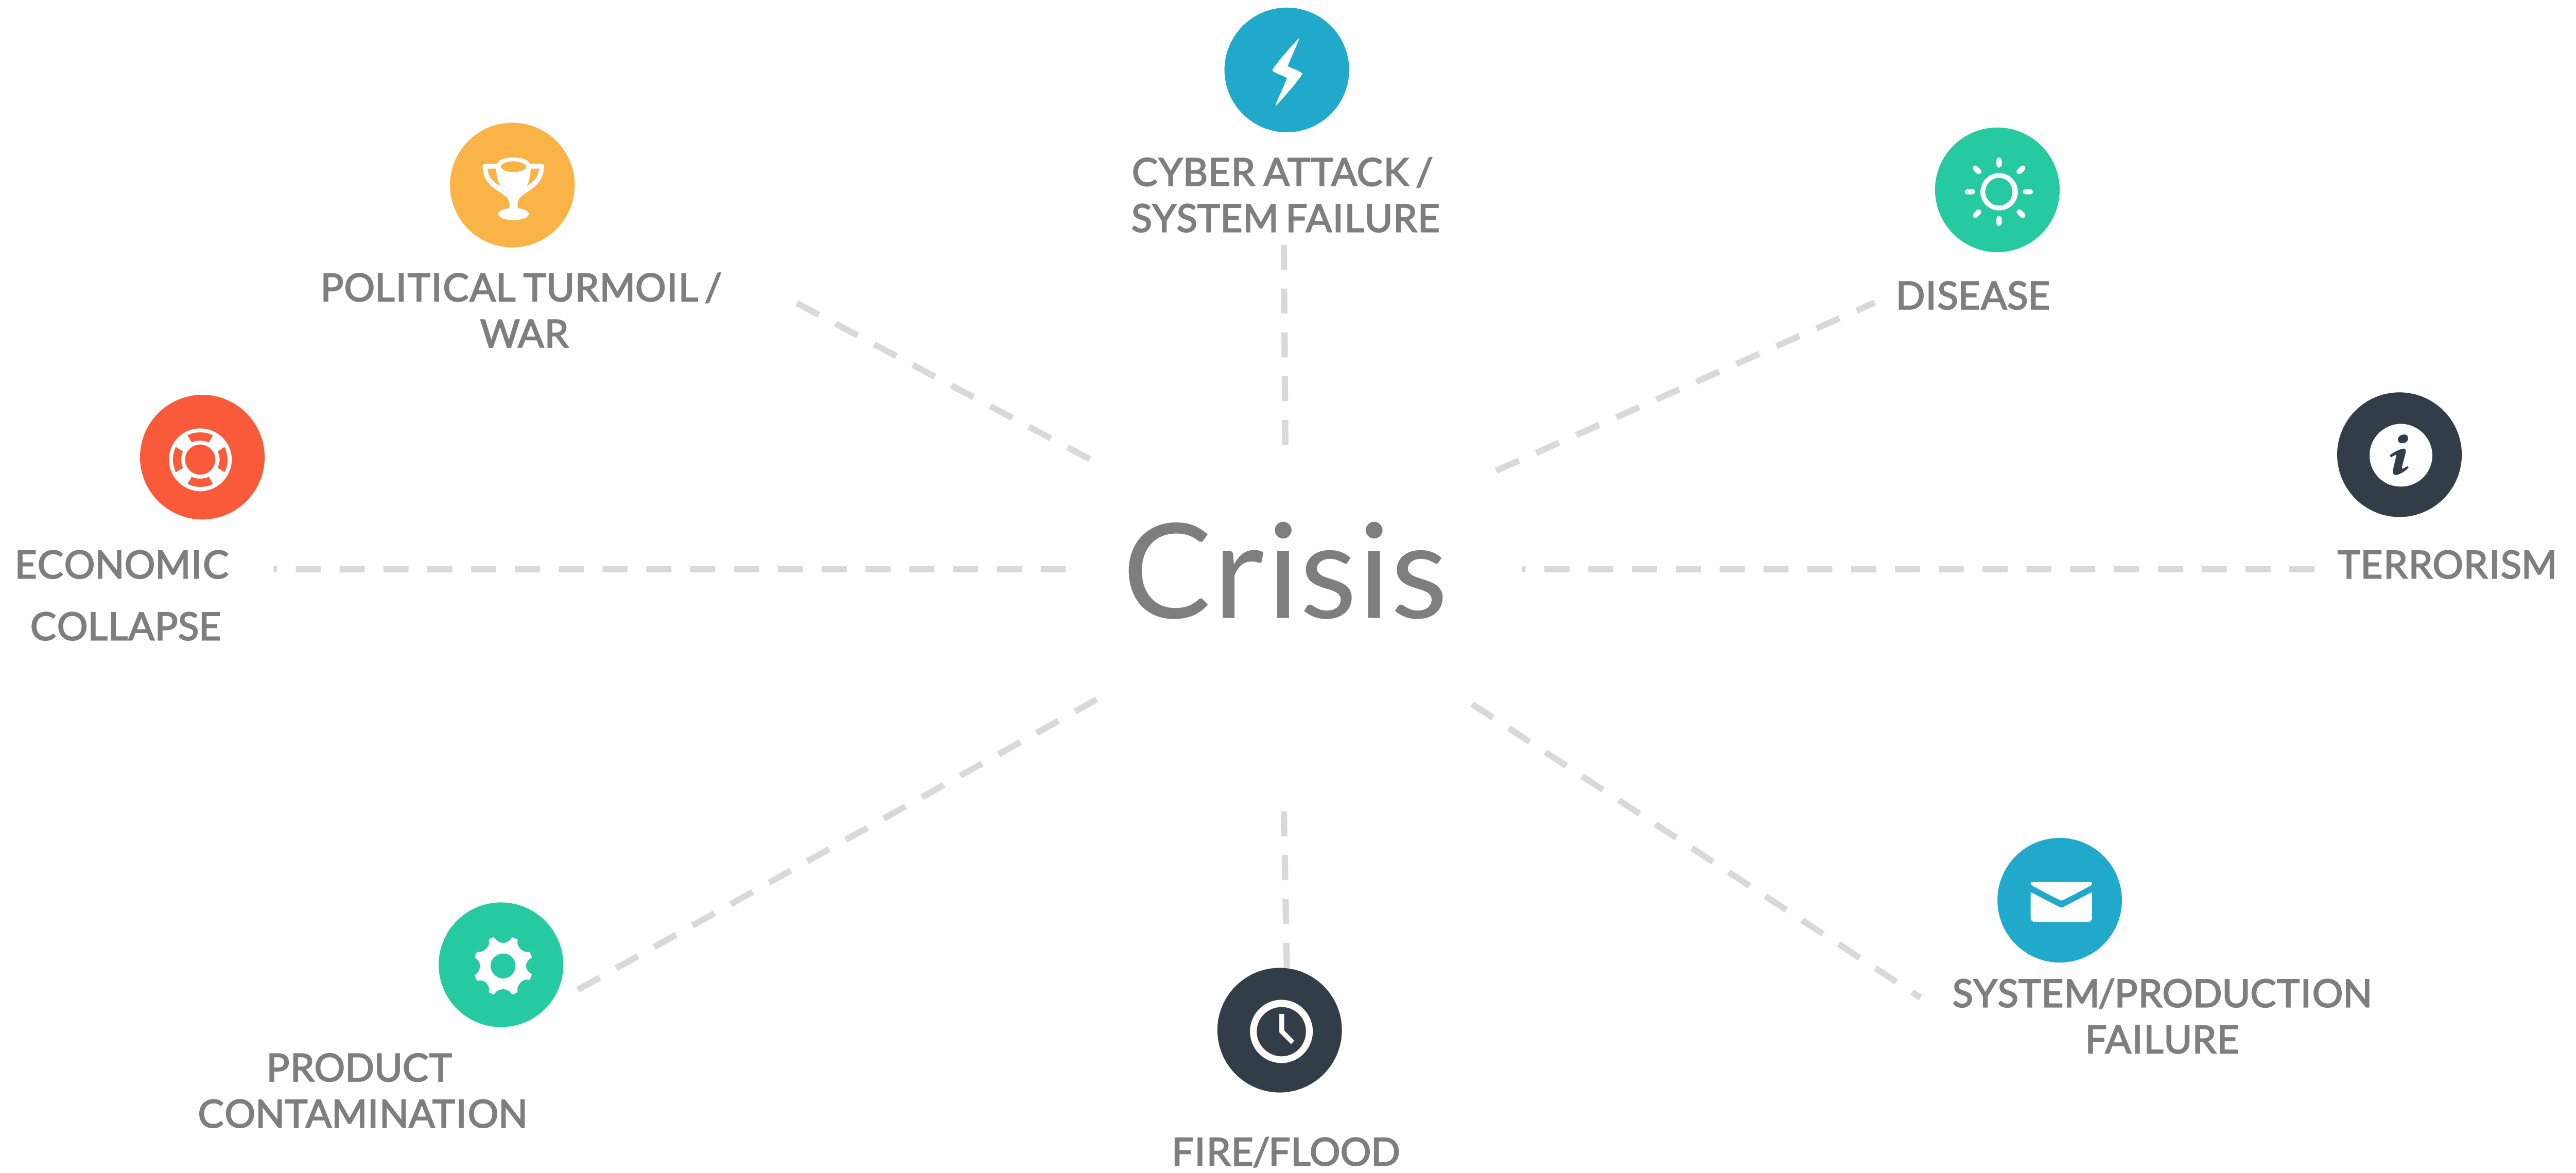 CYBER ATTACK /
SYSTEM FAILURE
POLITICAL TURMOIL /
WAR
DISEASE
ECONOMIC
COLLAPSE
Crisis
i
TERRORISM
PRODUCT
CONTAMINATION
SYSTEM/PRODUCTION
FAILURE
FIRE/FLOOD